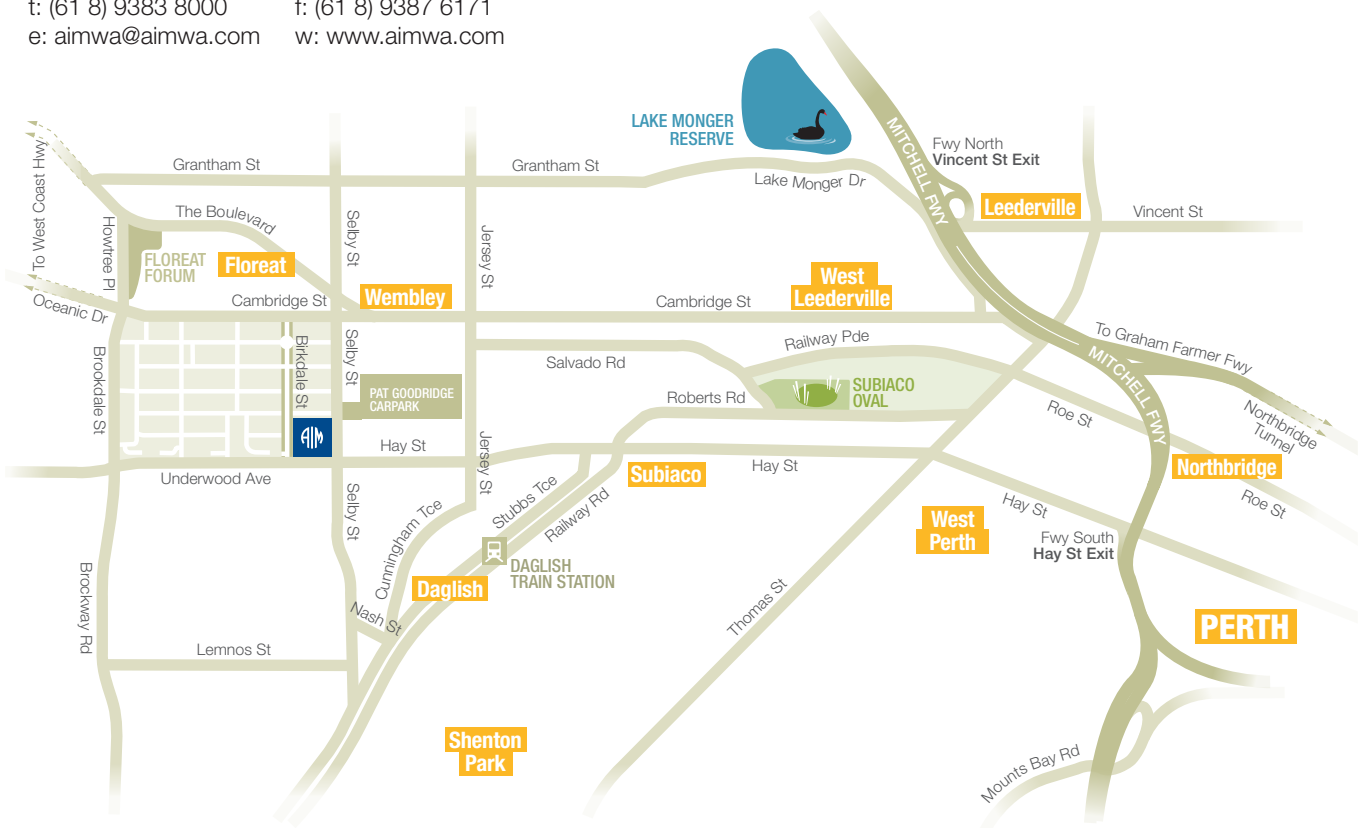 t: (61 8) 9383 8000 f: (61 8) 9387 6171
e: aimwa@aimwa.com w: www.aimwa.com
LAKE MONGER
RESERVE
MITCHELL FWY
Fwy North
Vincent St Exit
To West Coast Hwy
Grantham St
Grantham St
Lake Monger Dr
Leederville
Vincent St
The Boulevard
Howtree Pl
Selby St
Jersey St
FLOREAT
FORUM
Floreat
Wembley
West
Leederville
Oceanic Dr
Cambridge St
Cambridge St
To Graham Farmer Fwy
Birkdale St
Selby St
Brookdale St
Salvado Rd
Railway Pde
MITCHELL FWY
PAT GOODRIDGE
CARPARK
Roberts Rd
SUBIACO
OVAL
Roe St
Northbridge
Tunnel
AIM
Hay St
Jersey St
Hay St
Underwood Ave
Subiaco
Northbridge
Selby St
Stubbs Tce
Railway Rd
Hay St
Roe St
Cunningham Tce
West
Perth
Fwy South
Hay St Exit
DAGLISH
TRAIN STATION
Daglish
Brockway Rd
Nash St
Thomas St
PERTH
Lemnos St
Shenton
Park
Mounts Bay Rd